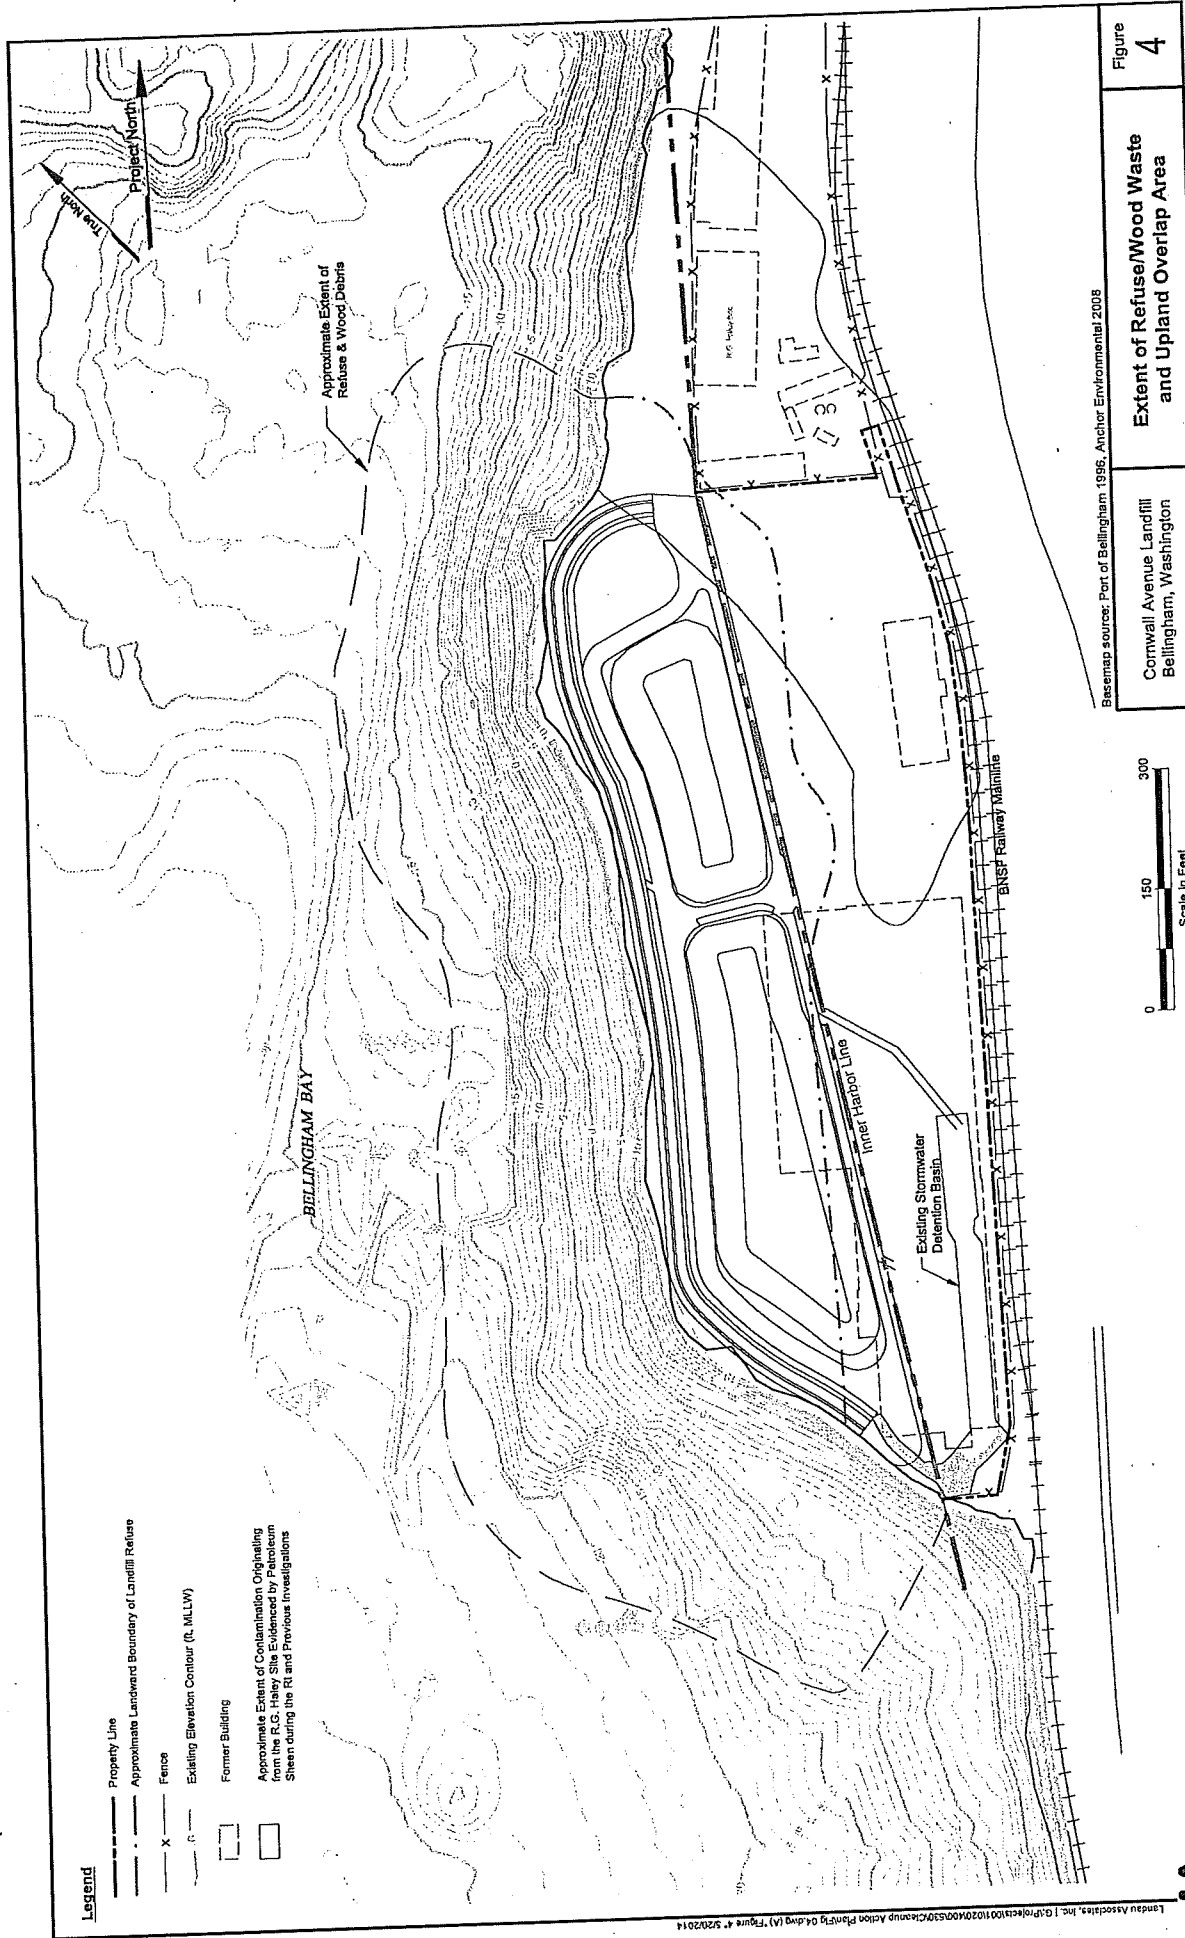 Legend
Property Line
Approximate Landward Boundary of Landfill Refuse
X
Fence
Existing Elevation Contour (ft, MLLW)
Former Building
Approximate Extent of Contamination Originating
from the R.G. Haley Site Evidenced by Petroleum
Sheen during the RI and Previous Investigations
BELLINGHAM BAY
Approximate Extent of
Refuse & Wood Debris
True North
Project North
Inner Harbor Line
Existing Stormwater
Detention Basin
BNSF Railway Mainline
0
150
300
Scale in Feet
Basemap source: Port of Bellingham 1996, Anchor Environmental 2008
Cornwall Avenue Landfill
Bellingham, Washington
Extent of Refuse/Wood Waste
and Upland Overlap Area
Figure
4